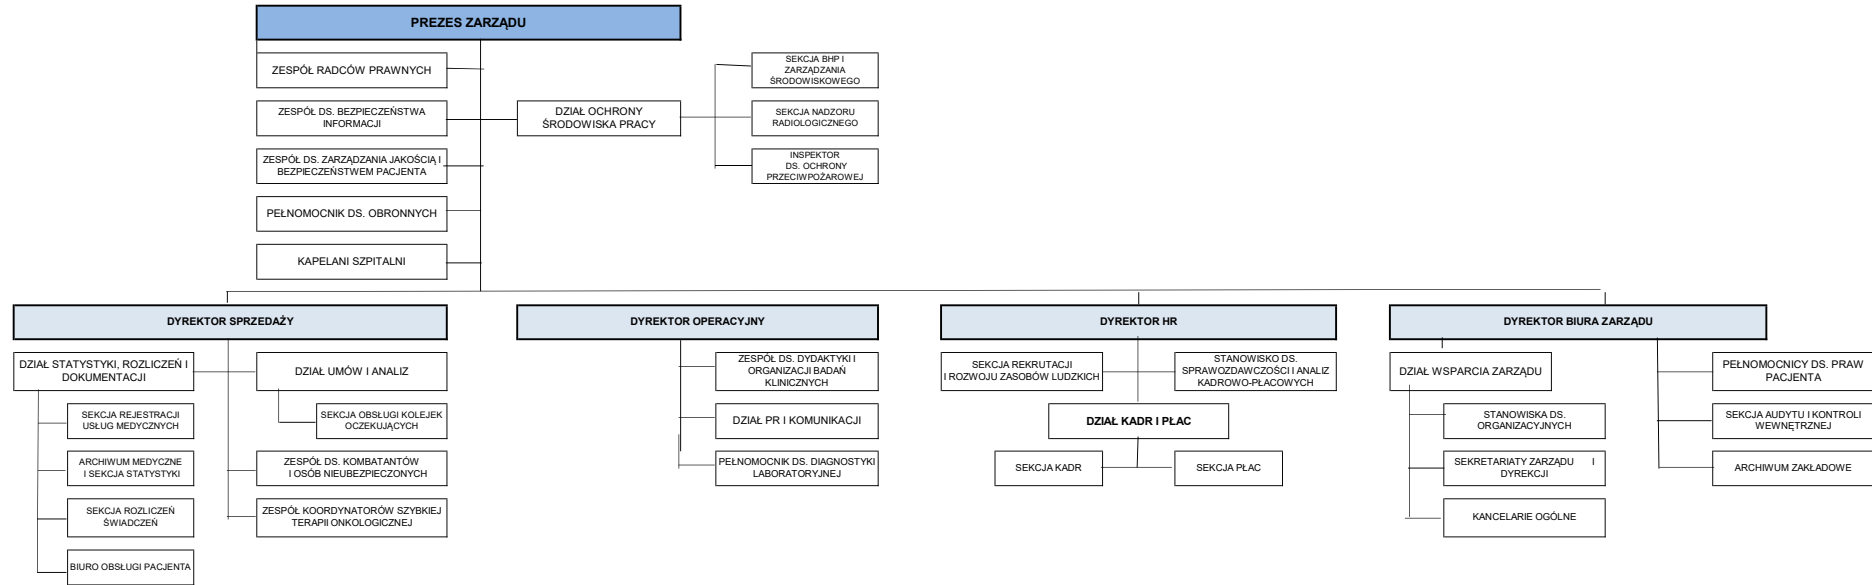 PREZES ZARZĄDU
ZESPÓŁ RADCÓW PRAWNYCH
SEKCJA BHP I
ZARZĄDZANIA
ŚRODOWISKOWEGO
ZESPÓŁ DS. BEZPIECZEŃSTWA
INFORMACJI
DZIAŁ OCHRONY
ŚRODOWISKA PRACY
SEKCJA NADZORU
RADIOLOGICZNEGO
ZESPÓŁ DS. ZARZĄDZANIA JAKOŚCIĄ I
BEZPIECZEŃSTWEM PACJENTA
INSPEKTOR
DS. OCHRONY
PRZECIWPOŻAROWEJ
PEŁNOMOCNIK DS. OBRONNYCH
KAPELANI SZPITALNI
DYREKTOR SPRZEDAŻY
DYREKTOR OPERACYJNY
DYREKTOR HR
DYREKTOR BIURA ZARZĄDU
DZIAŁ STATYSTYKI, ROZLICZEŃ I
DOKUMENTACJI
DZIAŁ UMÓW I ANALIZ
SEKCJA REJESTRACJI
USŁUG MEDYCZNYCH
SEKCJA OBSŁUGI KOLEJEK
OCZEKUJĄCYCH
ARCHIWUM MEDYCZNE
I SEKCJA STATYSTYKI
ZESPÓŁ DS. KOMBATANTÓW
I OSÓB NIEUBEZPIECZONYCH
SEKCJA ROZLICZEŃ
ŚWIADCZEŃ
ZESPÓŁ KOORDYNATORÓW SZYBKIEJ
TERAPII ONKOLOGICZNEJ
BIURO OBSŁUGI PACJENTA
ZESPÓŁ DS. DYDAKTYKI I
ORGANIZACJI BADAŃ
KLINICZNYCH
DZIAŁ PR I KOMUNIKACJI
PEŁNOMOCNIK DS. DIAGNOSTYKI
LABORATORYJNEJ
SEKCJA REKRUTACJI
I ROZWOJU ZASOBÓW LUDZKICH
STANOWISKO DS.
SPRAWOZDAWCZOŚCI I ANALIZ
KADROWO-PŁACOWYCH
DZIAŁ KADR I PŁAC
SEKCJA KADR
SEKCJA PŁAC
DZIAŁ WSPARCIA ZARZĄDU
PEŁNOMOCNICY DS. PRAW
PACJENTA
STANOWISKA DS.
ORGANIZACYJNYCH
SEKCJA AUDYTU I KONTROLI
WEWNĘTRZNEJ
SEKRETARIATY ZARZĄDU I
DYREKCJI
ARCHIWUM ZAKŁADOWE
KANCELARIE OGÓLNE